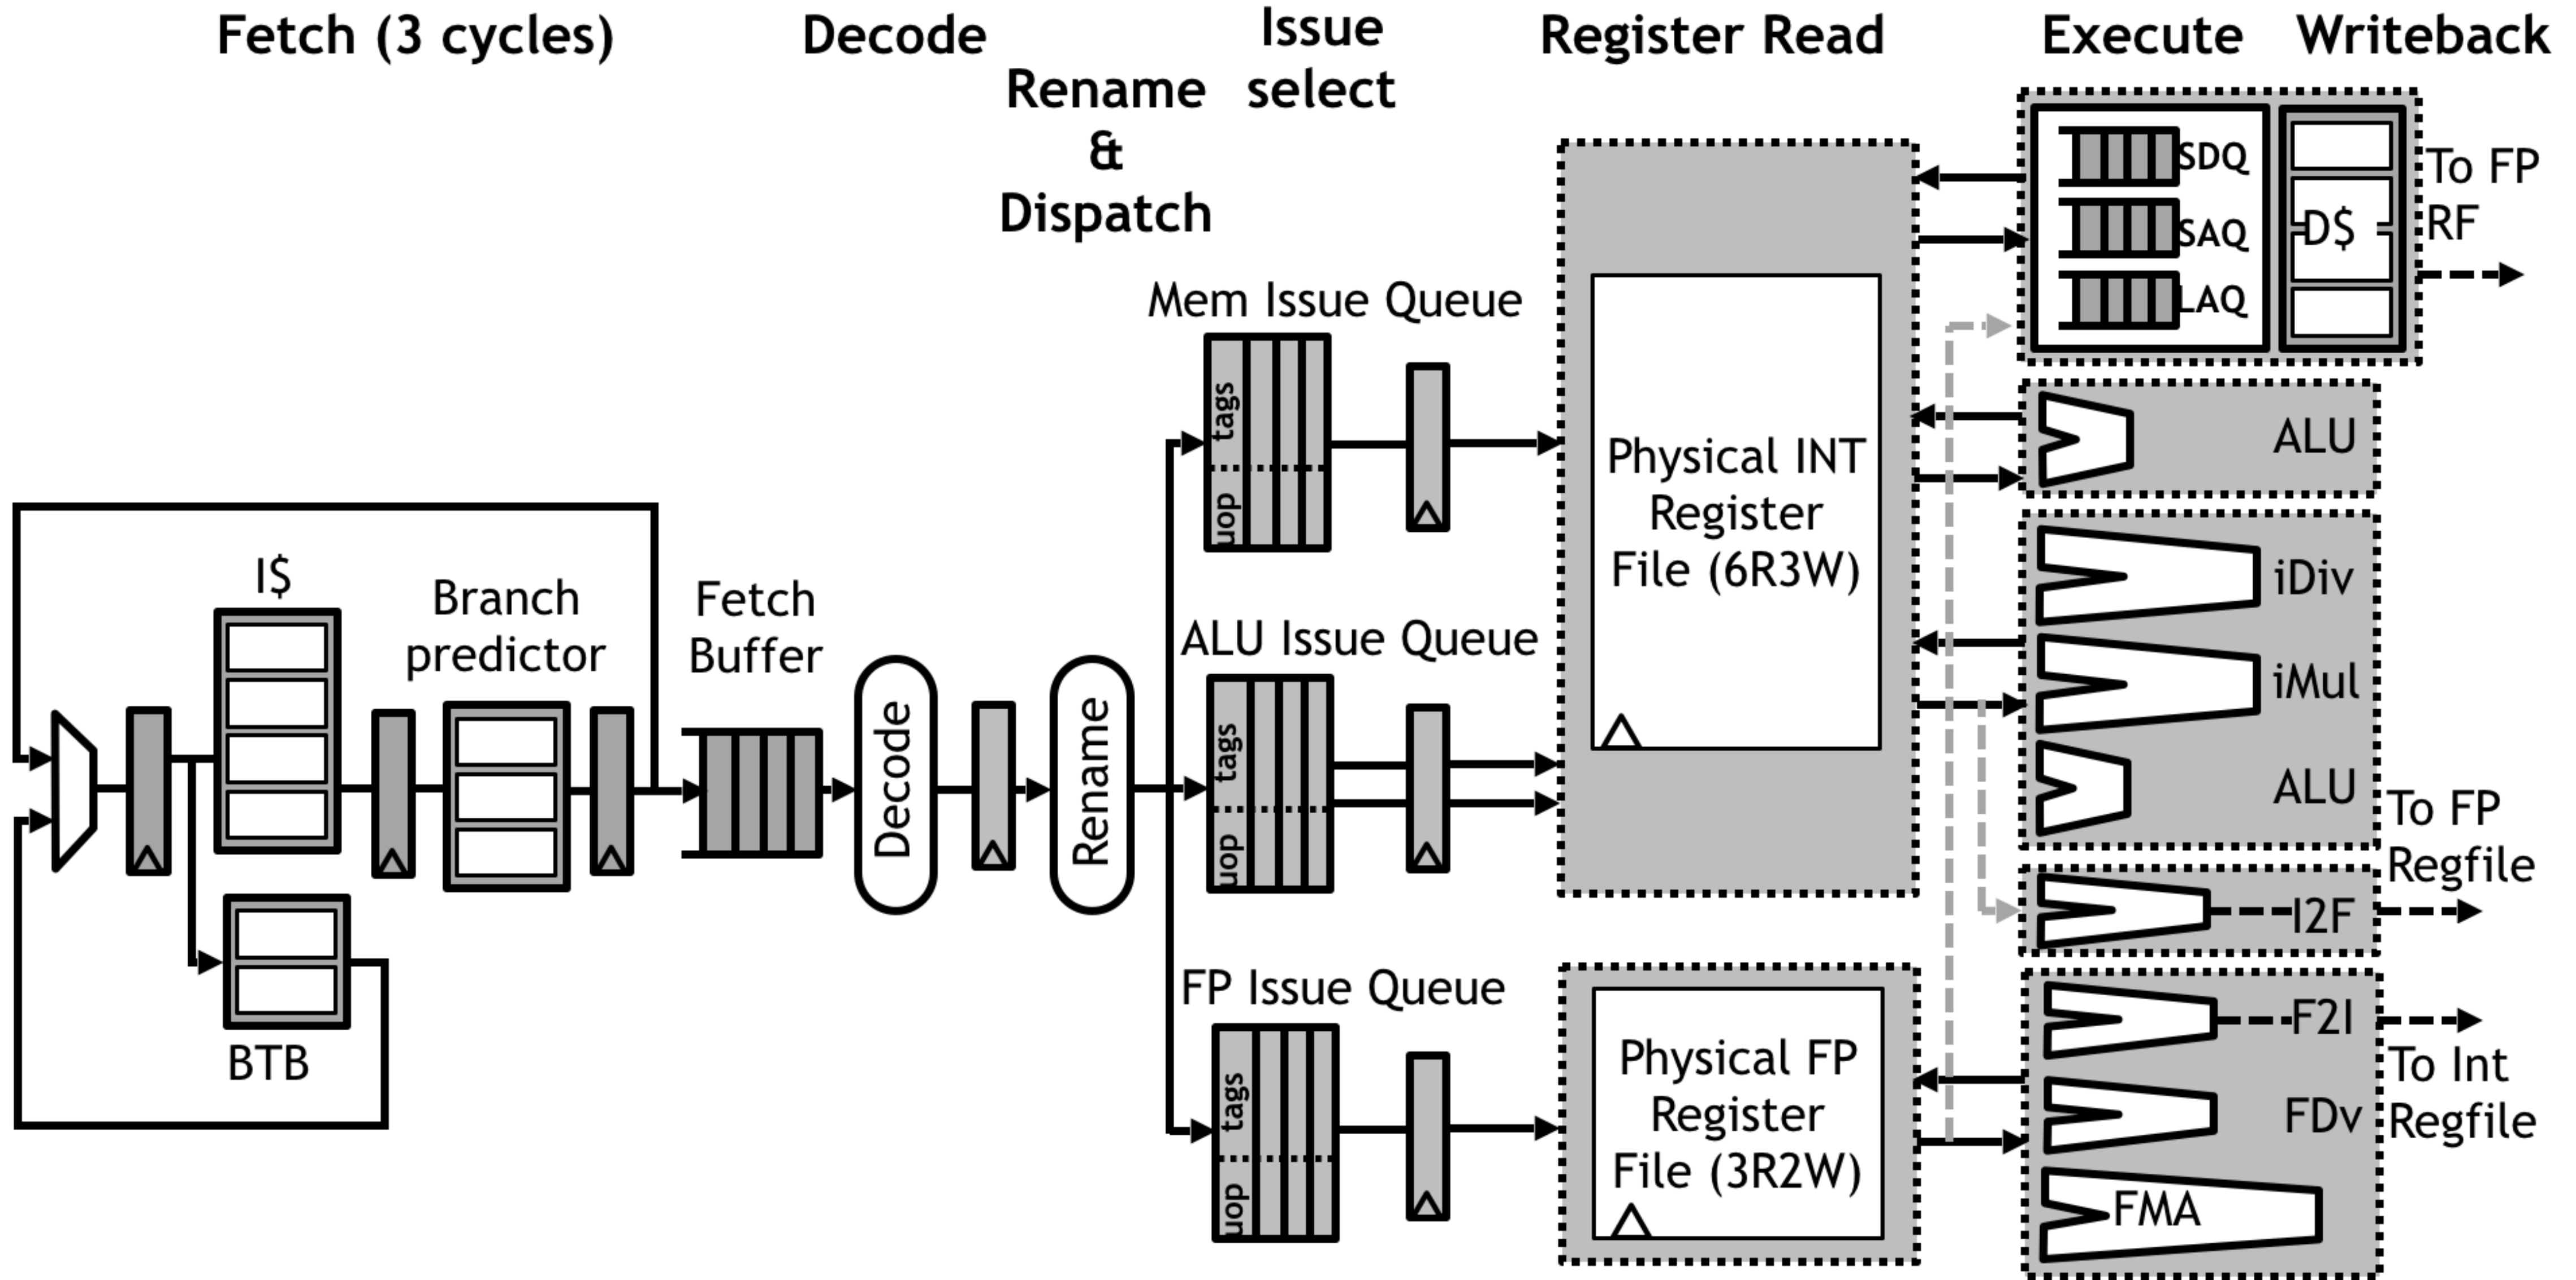 Fetch (3 cycles)
Decode
Rename
&
Dispatch
Issue
select
Register Read
Execute
Writeback
I$
Branch
predictor
Fetch
Buffer
BTB
Decode
Rename
Mem Issue Queue
tags
uop
ALU Issue Queue
tags
uop
FP Issue Queue
tags
uop
Physical INT
Register
File (6R3W)
Physical FP
Register
File (3R2W)
SDQ
SAQ
LAQ
D$
To FP
RF
ALU
iDiv
iMul
ALU
To FP
Regfile
I2F
F2I
To Int
Regfile
FDv
FMA